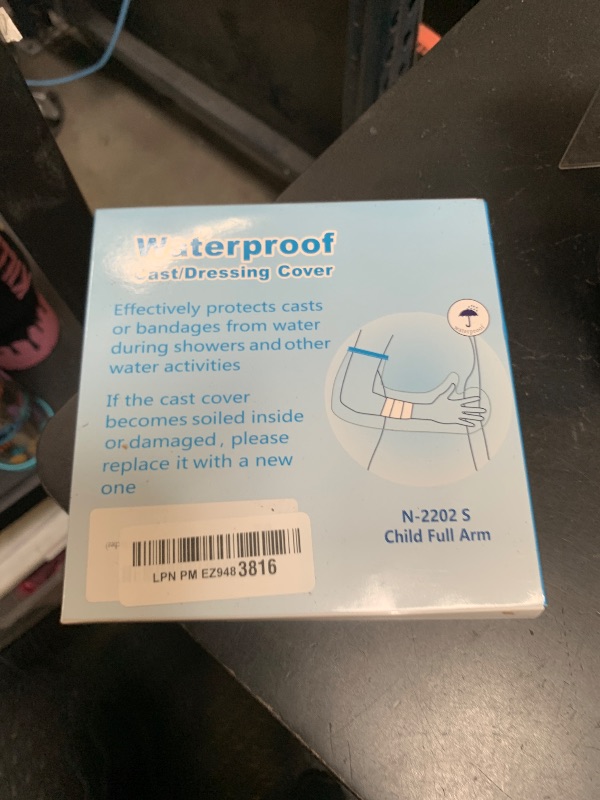 Waterproof
Cast/Dressing Cover
Effectively protects casts
or bandages from water
during showers and other
water activities
If the cast cover
becomes soiled inside
or damaged, please
replace it with a new
one
waterproof
N-2202 S
Child Full Arm
LPN PM EZ948 3816